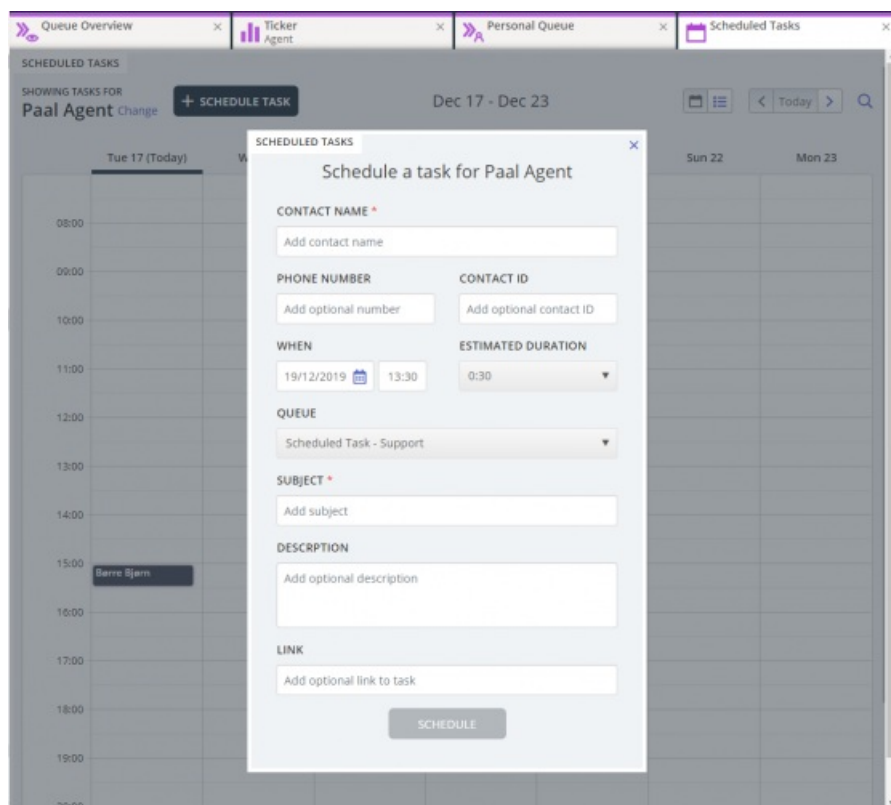 Queue Overview
Ticker
Agent
Personal Queue
Scheduled Tasks
SCHEDULED TASKS
SHOWING TASKS FOR
Paal Agent Change
+ SCHEDULE TASK
Dec 17 - Dec 23
Today
Tue 17 (Today)
W
Sun 22
Mon 23
08:00
09:00
10:00
11:00
12:00
13:00
14:00
15:00
Børre Bjørn
16:00
17:00
18:00
19:00
SCHEDULED TASKS
Schedule a task for Paal Agent
CONTACT NAME *
Add contact name
PHONE NUMBER CONTACT ID
Add optional number Add optional contact ID
WHEN ESTIMATED DURATION
19/12/2019 13:30 0:30
QUEUE
Scheduled Task - Support
SUBJECT *
Add subject
DESCRPTION
Add optional description
LINK
Add optional link to task
SCHEDULE